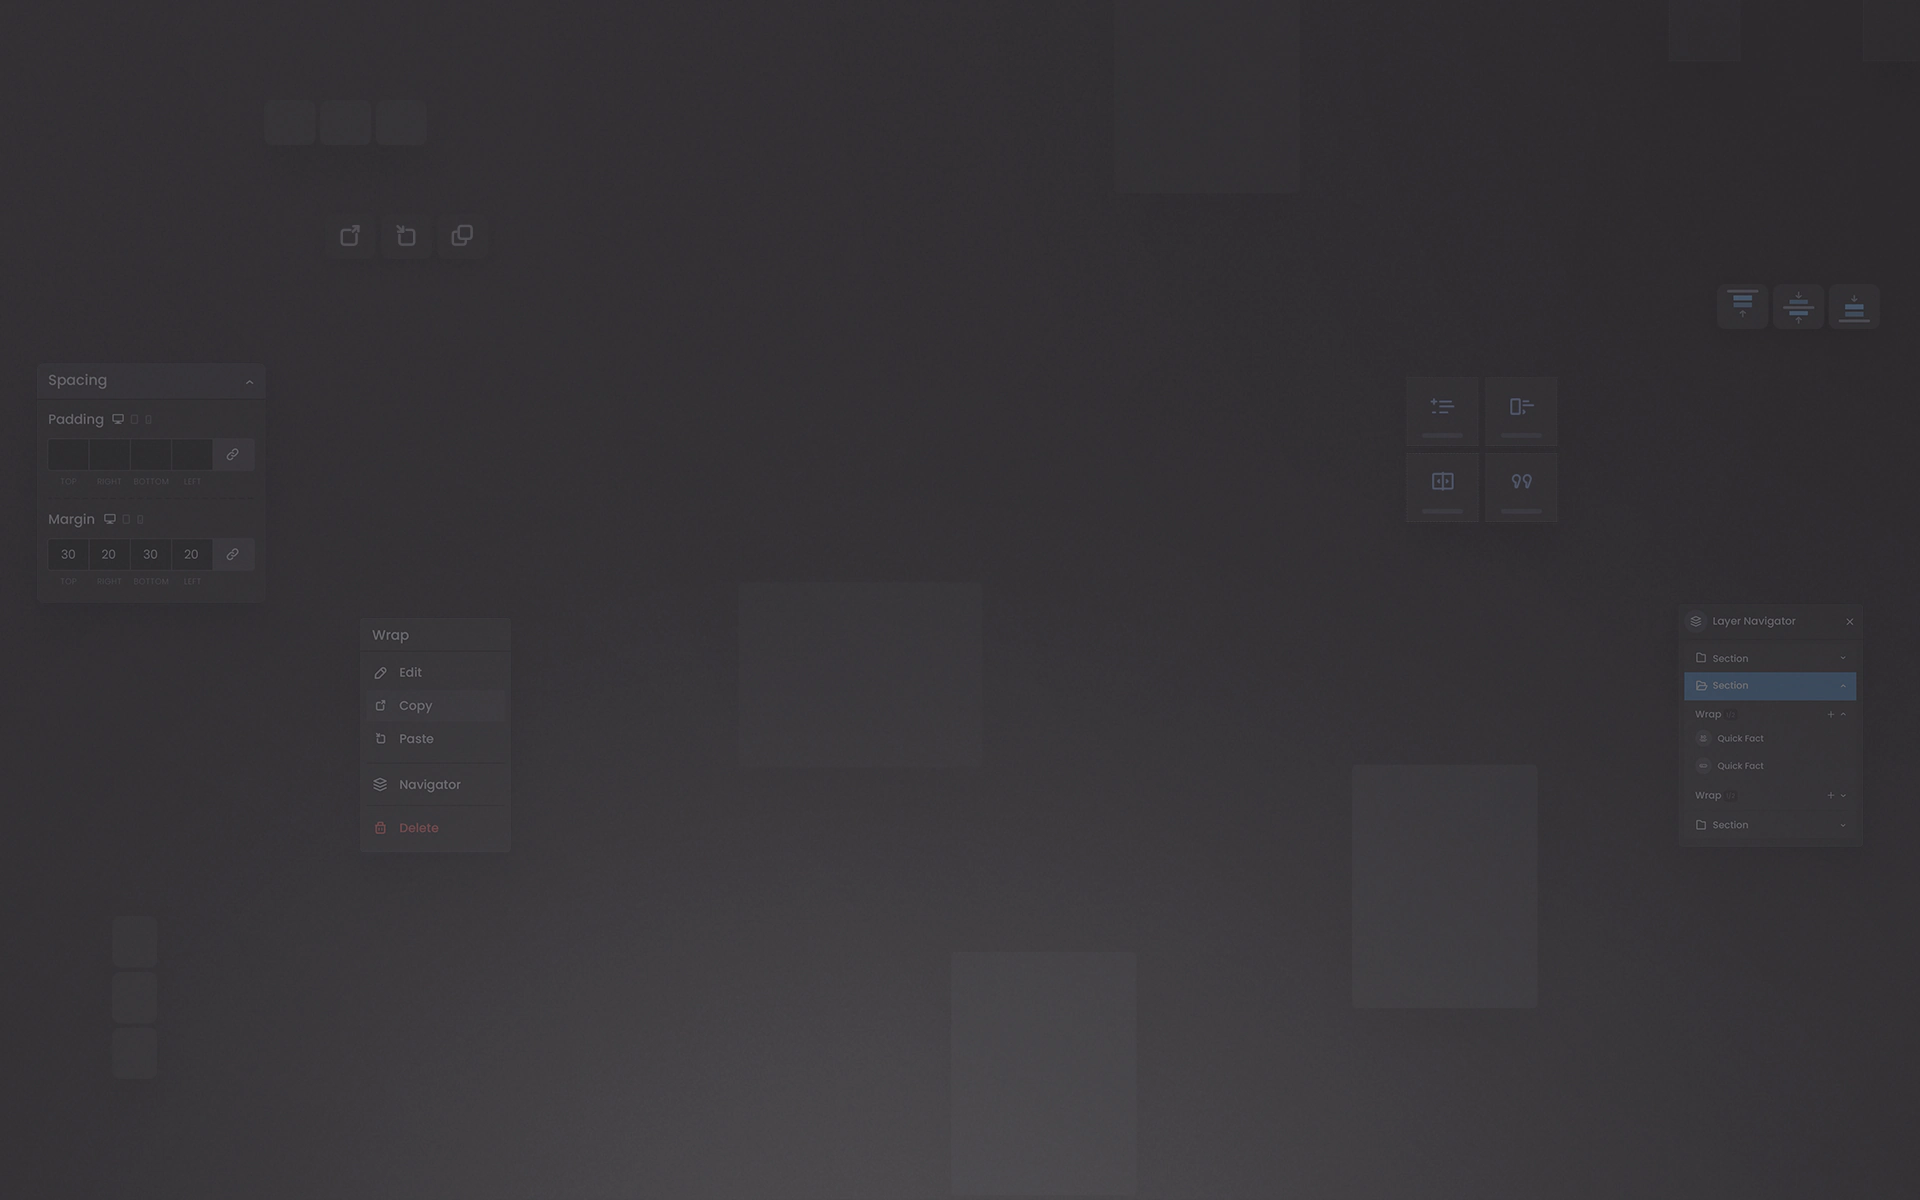 Spacing
Padding
TOP RIGHT BOTTOM LEFT
Margin
30 20 30 20
TOP RIGHT BOTTOM LEFT
Wrap
Edit
Copy
Paste
Navigator
Delete
Layer Navigator
Section
Section
Wrap
Quick Fact
Quick Fact
Wrap
Section